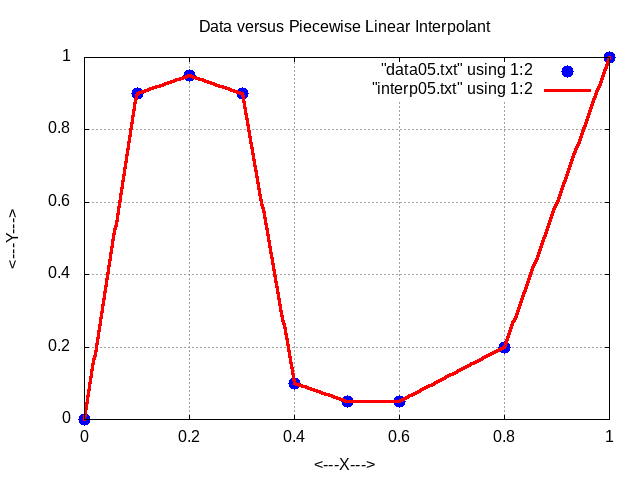 Data versus Piecewise Linear Interpolant
"data05.txt" using 1:2
"interp05.txt" using 1:2
1
0.8
0.6
0.4
0.2
0
<---Y--->
0 0.2 0.4 0.6 0.8 1
<---X--->